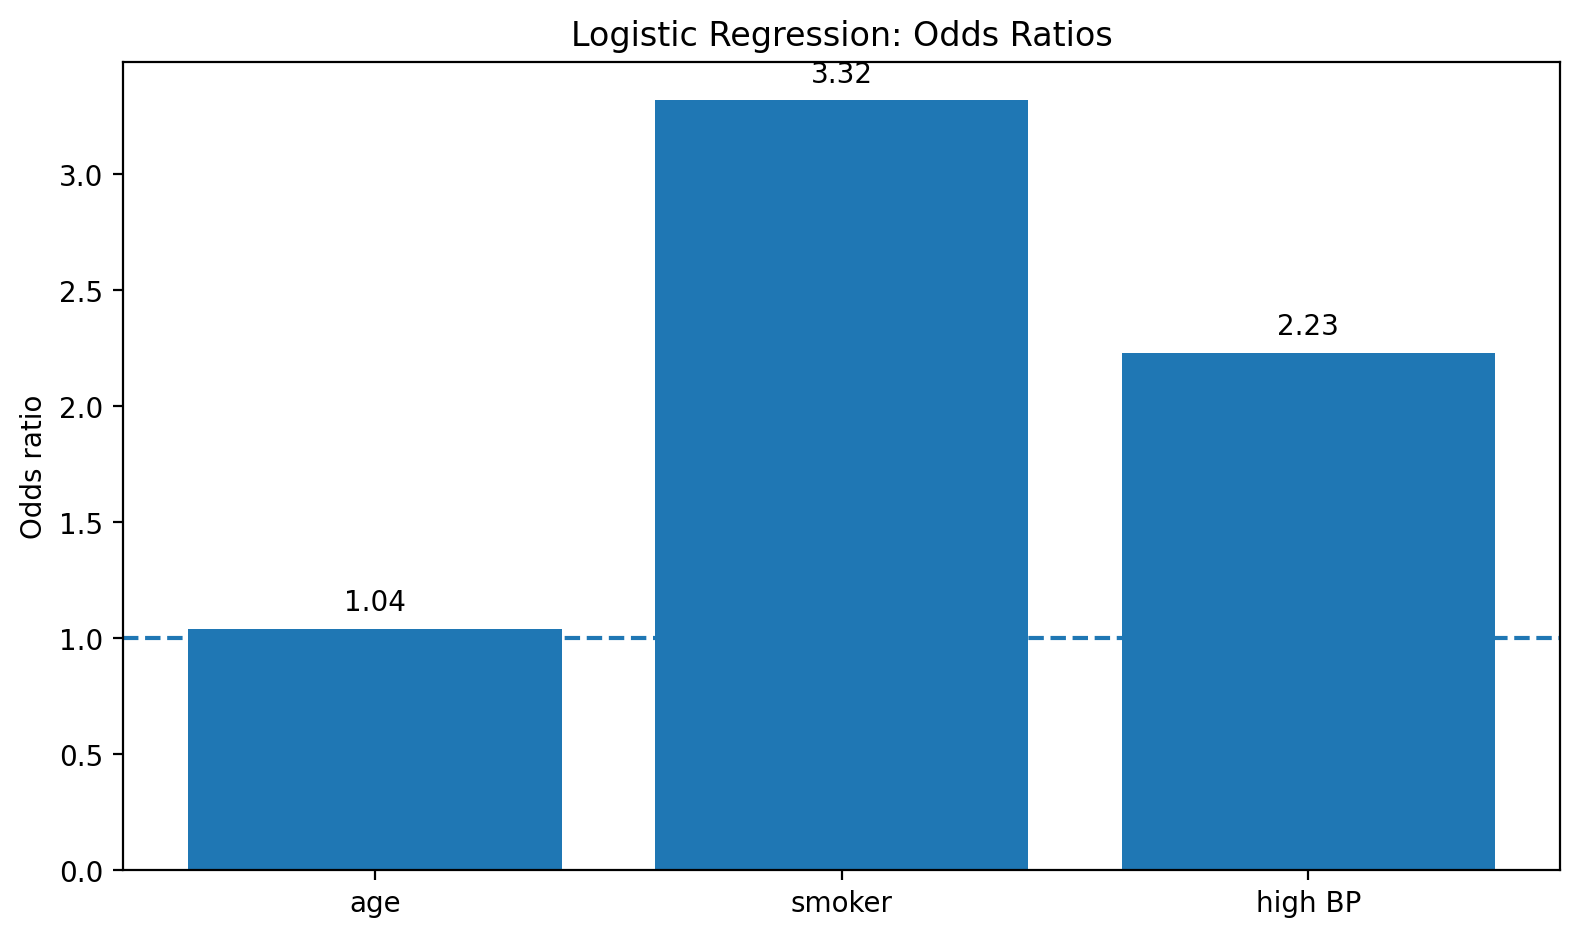 Logistic Regression: Odds Ratios
3.32
3.0
2.5
2.23
2.0
Odds ratio
1.5
1.04
1.0
0.5
0.0
age
smoker
high BP